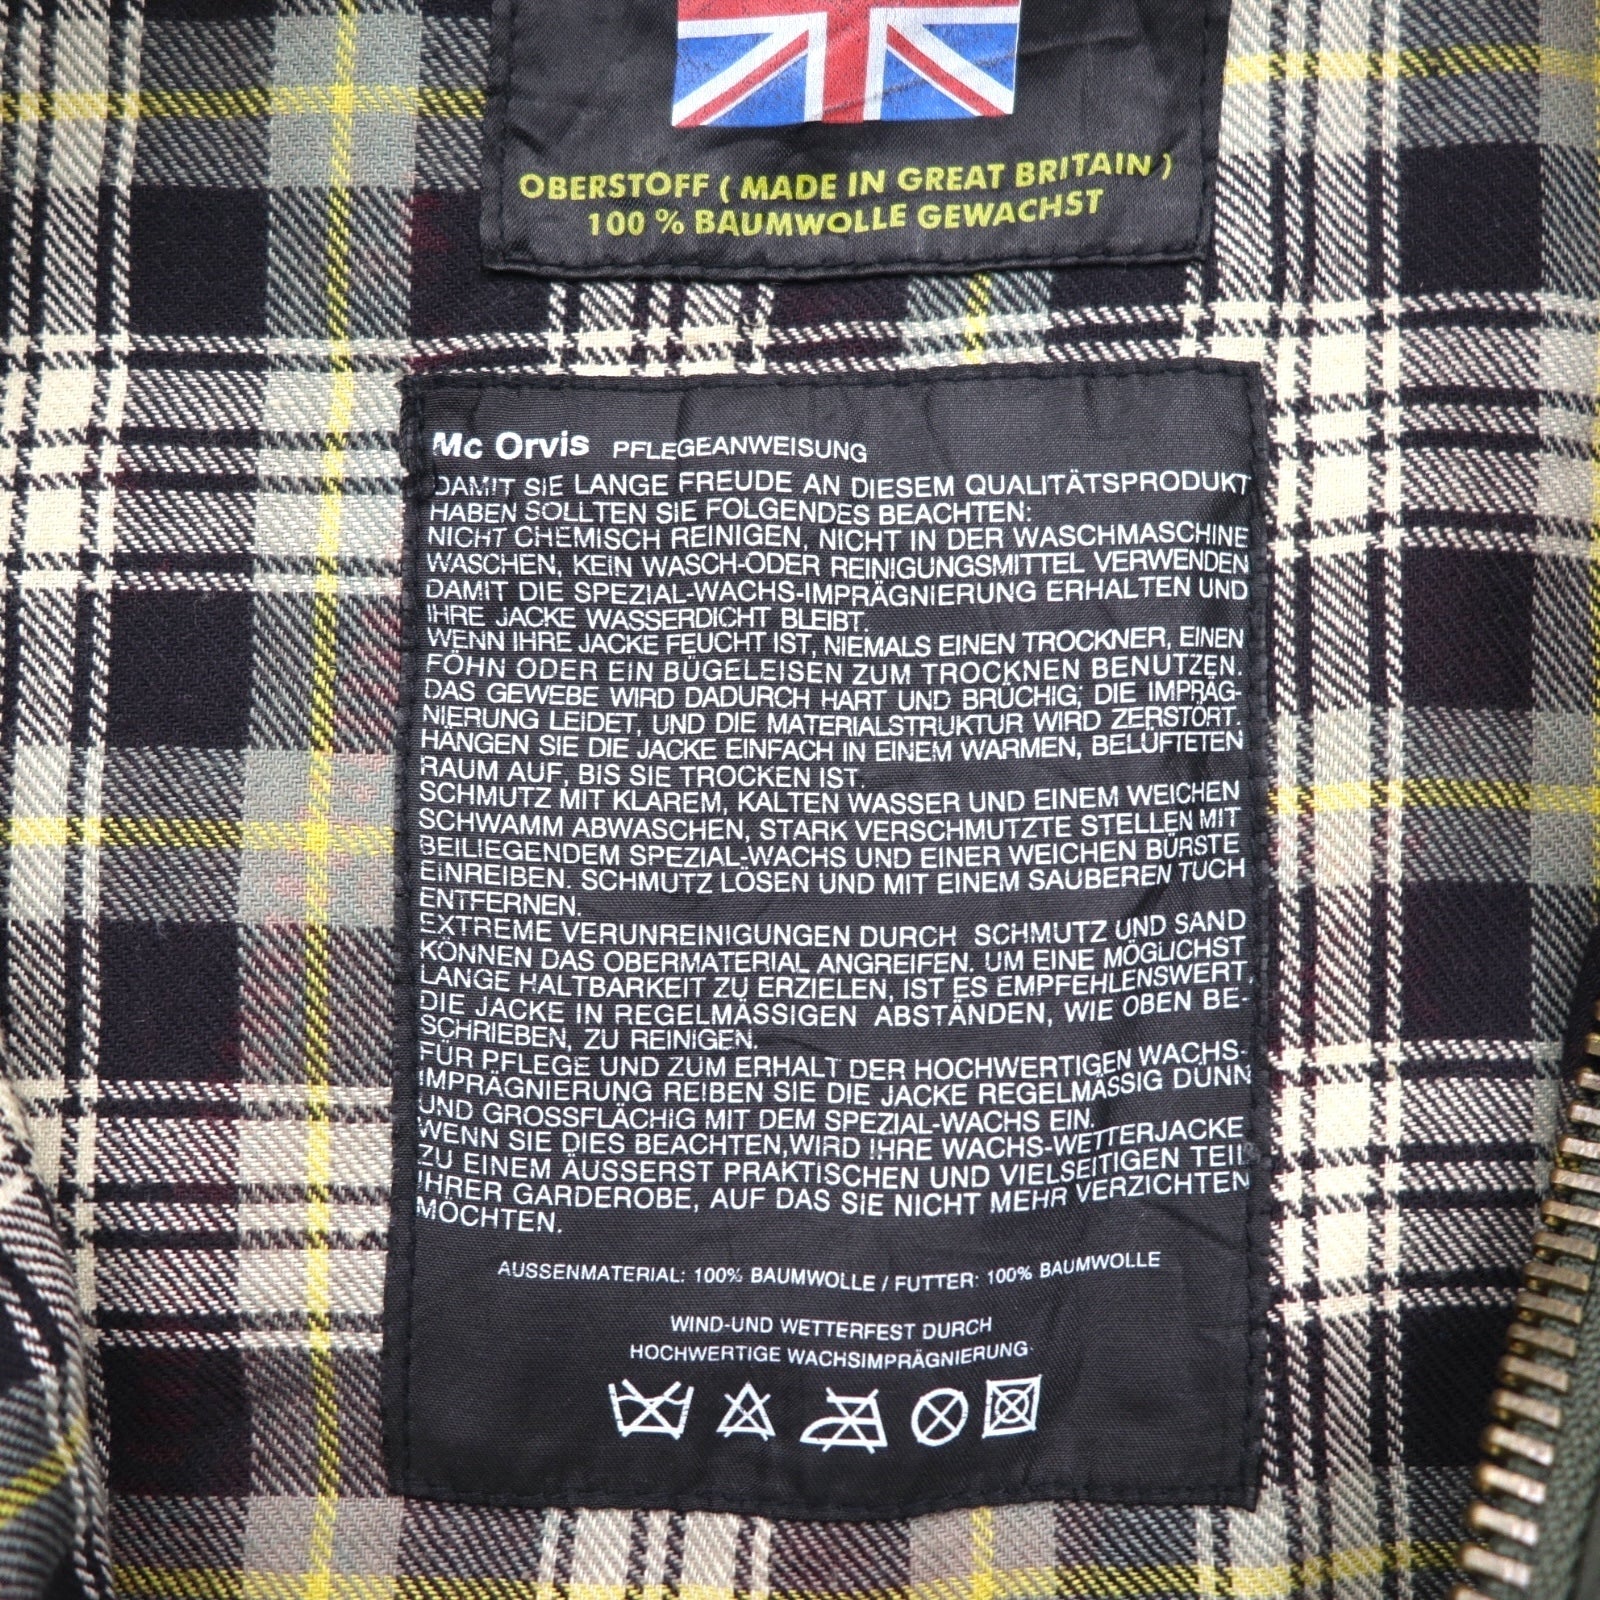 OBERSTOFF ( MADE IN GREAT BRITAIN )
100 % BAUMWOLLE GEWACHST
Mc Orvis PFLEGEANWEISUNG
DAMIT SIE LANGE FREUDE AN DIESEM QUALITÄTSPRODUKT
HABEN SOLLTEN SIE FOLGENDES BEACHTEN:
NICHT CHEMISCH REINIGEN, NICHT IN DER WASCHMASCHINE
WASCHEN, KEIN WASCH-ODER REINIGUNGSMITTEL VERWENDEN
DAMIT DIE SPEZIAL-WACHS-IMPRÄGNIERUNG ERHALTEN UND
IHRE JACKE WASSERDICHT BLEIBT.
WENN IHRE JACKE FEUCHT IST, NIEMALS EINEN TROCKNER, EINEN
FÖHN ODER EIN BÜGELEISEN ZUM TROCKNEN BENUTZEN.
DAS GEWEBE WIRD DADURCH HART UND BRÜCHIG; DIE IMPRÄG-
NIERUNG LEIDET, UND DIE MATERIALSTRUKTUR WIRD ZERSTÖRT.
HÄNGEN SIE DIE JACKE EINFACH IN EINEM WARMEN, BELÜFTETEN
RAUM AUF, BIS SIE TROCKEN IST.
SCHMUTZ MIT KLAREM, KALTEN WASSER UND EINEM WEICHEN
SCHWAMM ABWASCHEN, STARK VERSCHMUTZTE STELLEN MIT
BEILIEGENDEM SPEZIAL-WACHS UND EINER WEICHEN BÜRSTE
EINREIBEN. SCHMUTZ LÖSEN UND MIT EINEM SAUBEREN TUCH
ENTFERNEN.
EXTREME VERUNREINIGUNGEN DURCH SCHMUTZ UND SAND
KÖNNEN DAS OBERMATERIAL ANGREIFEN. UM EINE MÖGLICHST
LANGE HALTBARKEIT ZU ERZIELEN, IST ES EMPFEHLENSWERT,
DIE JACKE IN REGELMÄSSIGEN ABSTÄNDEN, WIE OBEN BE-
SCHRIEBEN, ZU REINIGEN.
FÜR PFLEGE UND ZUM ERHALT DER HOCHWERTIGEN WACHS-
IMPRÄGNIERUNG REIBEN SIE DIE JACKE REGELMÄSSIG DÜNN
UND GROSSFLÄCHIG MIT DEM SPEZIAL-WACHS EIN.
WENN SIE DIES BEACHTEN,WIRD IHRE WACHS-WETTERJACKE
ZU EINEM ÄUSSERST PRAKTISCHEN UND VIELSEITIGEN TEIL
IHRER GARDEROBE, AUF DAS SIE NICHT MEHR VERZICHTEN
MÖCHTEN.
AUSSENMATERIAL: 100% BAUMWOLLE / FUTTER: 100% BAUMWOLLE
WIND-UND WETTERFEST DURCH
HOCHWERTIGE WACHSIMPRÄGNIERUNG